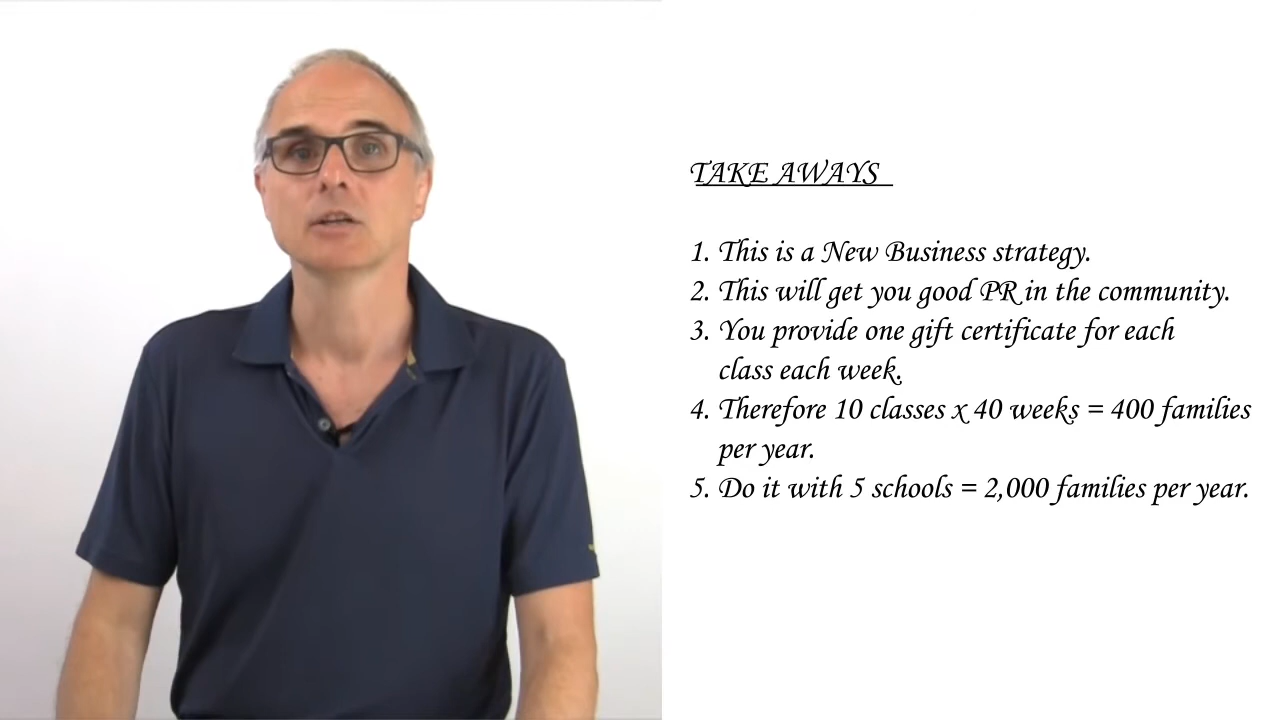 TAKE AWAYS
1. This is a New Business strategy.
2. This will get you good PR in the community.
3. You provide one gift certificate for each
class each week.
4. Therefore 10 classes x 40 weeks = 400 families
per year.
5. Do it with 5 schools = 2,000 families per year.